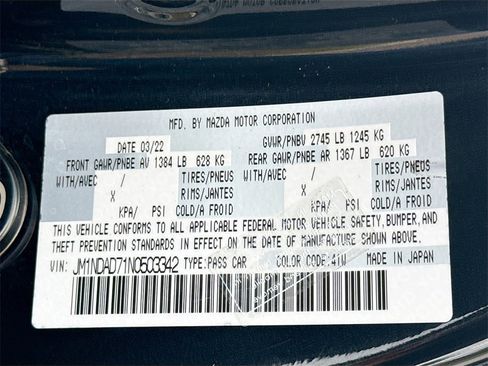 MFD. BY MAZDA MOTOR CORPORATION
DATE 03/22 GVWR/PNBV 2745 LB 1245 KG
FRONT GAWR/PNBE AV 1384 LB 628 KG REAR GAWR/PNBE AR 1367 LB 620 KG
WITH/AVEC / TIRES/PNEUS WITH/AVEC / TIRES/PNEUS
X RIMS/JANTES X RIMS/JANTES
KPA/ PSI COLD/A FROID KPA/ PSI COLD/A FROID
THIS VEHICLE CONFORMS TO ALL APPLICABLE FEDERAL MOTOR VEHICLE SAFETY, BUMPER, AND
THEFT PREVENTION STANDARDS IN EFFECT ON THE DATE OF MANUFACTURE SHOWN ABOVE.
VIN: JM1NDAD71N0503342 TYPE:PASS CAR COLOR CODE:41W MADE IN JAPAN